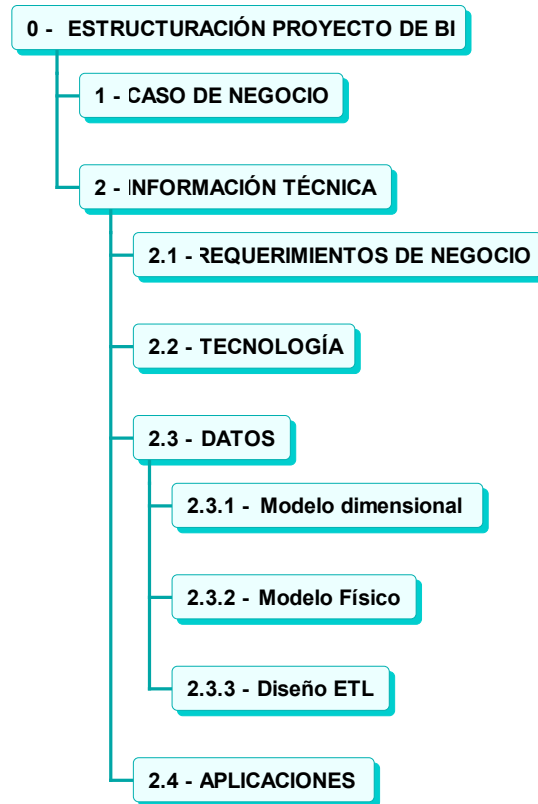 0 - ESTRUCTURACIÓN PROYECTO DE BI
1 - CASO DE NEGOCIO
2 - INFORMACIÓN TÉCNICA
2.1 - REQUERIMIENTOS DE NEGOCIO
2.2 - TECNOLOGÍA
2.3 - DATOS
2.3.1 - Modelo dimensional
2.3.2 - Modelo Físico
2.3.3 - Diseño ETL
2.4 - APLICACIONES